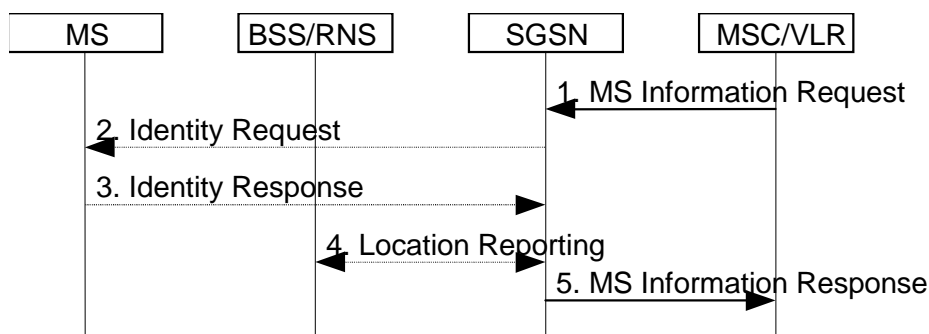 MS
BSS/RNS
SGSN
MSC/VLR
1. MS Information Request
2. Identity Request
3. Identity Response
4. Location Reporting
5. MS Information Response